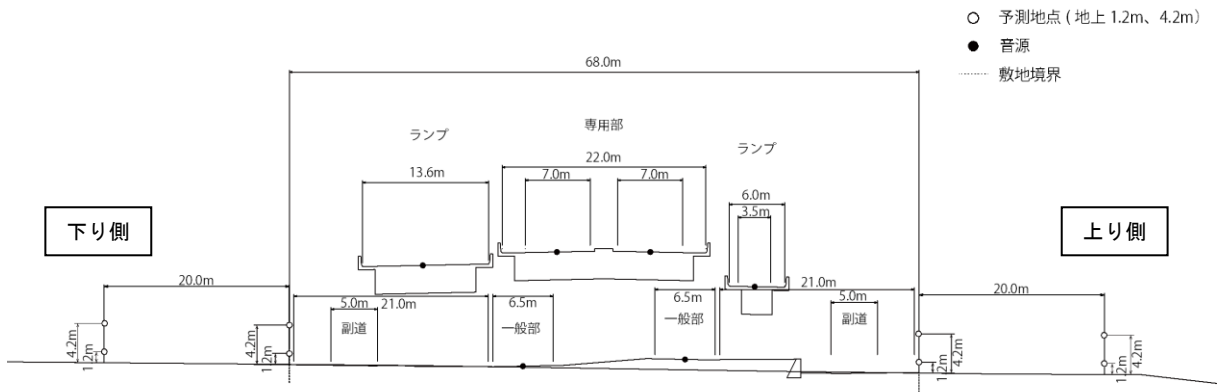 予測地点 ( 地上 1.2m、4.2m）
音源
敷地境界
68.0m
ランプ
専用部
ランプ
22.0m
13.6m
7.0m
7.0m
6.0m
3.5m
下り側
上り側
20.0m
21.0m
5.0m
副道
6.5m
一般部
6.5m
一般部
21.0m
5.0m
副道
20.0m
4.2m
1.2m
4.2m
1.2m
1.2m
4.2m
1.2m
4.2m